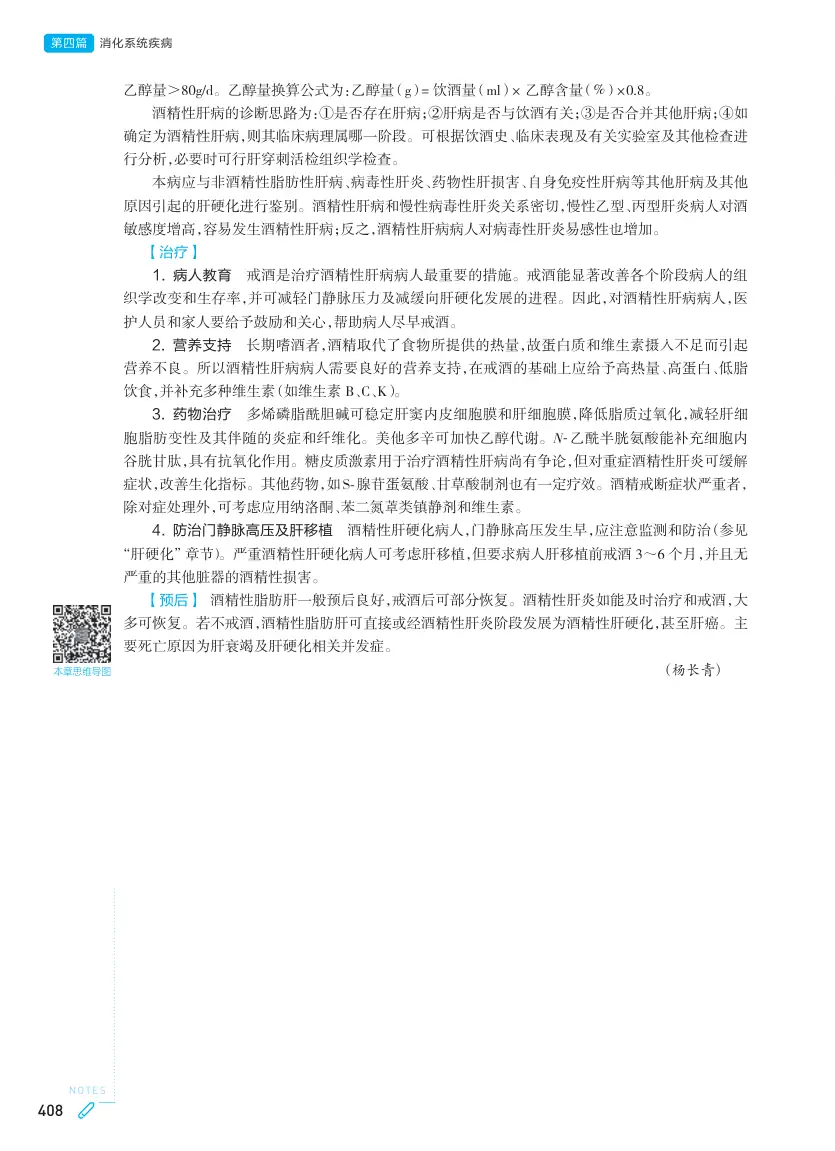 第四篇 消化系统疾病
乙醇量＞80g/d。乙醇量换算公式为:乙醇量(g)= 饮酒量(ml)× 乙醇含量(%)×0.8。
酒精性肝病的诊断思路为:①是否存在肝病;②肝病是否与饮酒有关;③是否合并其他肝病;④如
确定为酒精性肝病,则其临床病理属哪一阶段。可根据饮酒史、临床表现及有关实验室及其他检查进
行分析,必要时可行肝穿刺活检组织学检查。
本病应与非酒精性脂肪性肝病、病毒性肝炎、药物性肝损害、自身免疫性肝病等其他肝病及其他
原因引起的肝硬化进行鉴别。酒精性肝病和慢性病毒性肝炎关系密切,慢性乙型、丙型肝炎病人对酒
敏感度增高,容易发生酒精性肝病;反之,酒精性肝病病人对病毒性肝炎易感性也增加。
【治疗】
1. 病人教育 戒酒是治疗酒精性肝病病人最重要的措施。戒酒能显著改善各个阶段病人的组
织学改变和生存率,并可减轻门静脉压力及减缓向肝硬化发展的进程。因此,对酒精性肝病病人,医
护人员和家人要给予鼓励和关心,帮助病人尽早戒酒。
2. 营养支持 长期嗜酒者,酒精取代了食物所提供的热量,故蛋白质和维生素摄入不足而引起
营养不良。所以酒精性肝病病人需要良好的营养支持,在戒酒的基础上应给予高热量、高蛋白、低脂
饮食,并补充多种维生素(如维生素 B、C、K)。
3. 药物治疗 多烯磷脂酰胆碱可稳定肝窦内皮细胞膜和肝细胞膜,降低脂质过氧化,减轻肝细
胞脂肪变性及其伴随的炎症和纤维化。美他多辛可加快乙醇代谢。N-乙酰半胱氨酸能补充细胞内
谷胱甘肽,具有抗氧化作用。糖皮质激素用于治疗酒精性肝病尚有争论,但对重症酒精性肝炎可缓解
症状,改善生化指标。其他药物,如 S-腺苷蛋氨酸、甘草酸制剂也有一定疗效。酒精戒断症状严重者,
除对症处理外,可考虑应用纳洛酮、苯二氮䓬类镇静剂和维生素。
4. 防治门静脉高压及肝移植 酒精性肝硬化病人,门静脉高压发生早,应注意监测和防治(参见
“肝硬化”章节)。严重酒精性肝硬化病人可考虑肝移植,但要求病人肝移植前戒酒 3～6 个月,并且无
严重的其他脏器的酒精性损害。
【预后】 酒精性脂肪肝一般预后良好,戒酒后可部分恢复。酒精性肝炎如能及时治疗和戒酒,大
多可恢复。若不戒酒,酒精性脂肪肝可直接或经酒精性肝炎阶段发展为酒精性肝硬化,甚至肝癌。主
要死亡原因为肝衰竭及肝硬化相关并发症。
本章思维导图
(杨长青)
NOTES
408